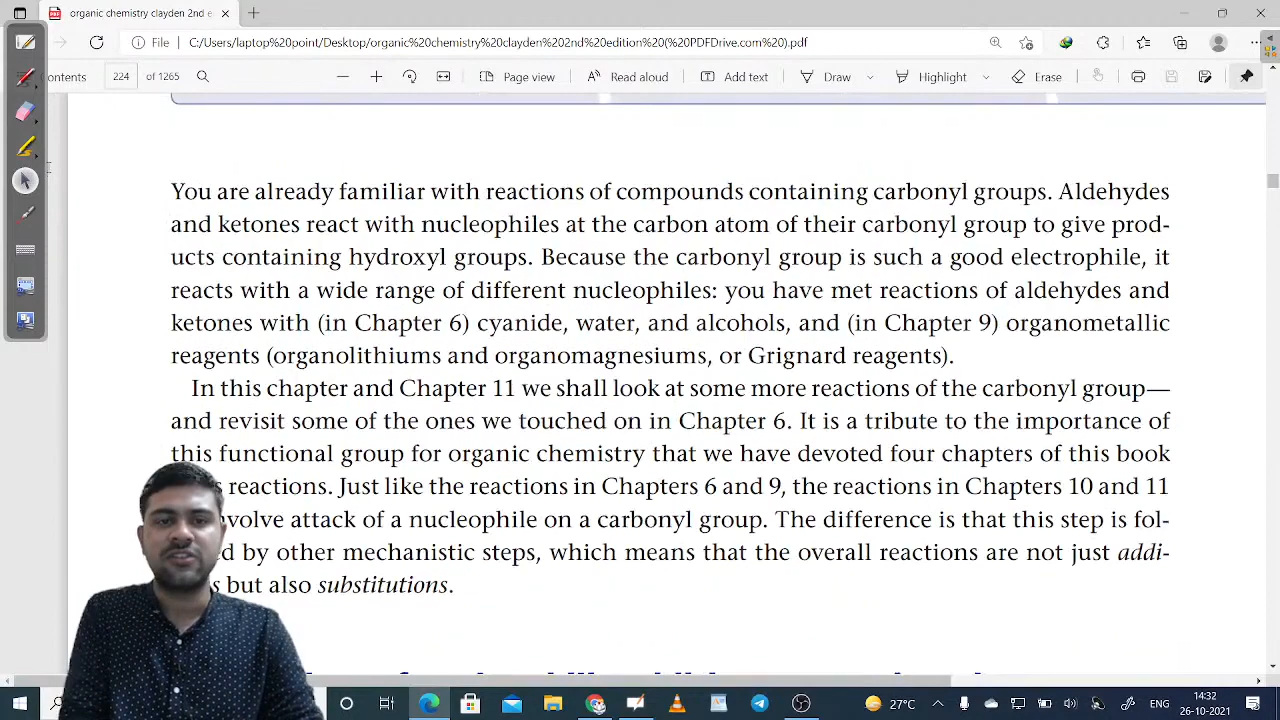 organic chemistry clayden 2nd e
File
C:/Users/laptop%20point/Desktop/organic%20chemistry%20clayden%202nd%20edition%20(%20PDFDrive.com%20).pdf
ontents
224
of 1265
Page view
Read aloud
Add text
Draw
Highlight
Erase
You are already familiar with reactions of compounds containing carbonyl groups. Aldehydes
and ketones react with nucleophiles at the carbon atom of their carbonyl group to give prod-
ucts containing hydroxyl groups. Because the carbonyl group is such a good electrophile, it
reacts with a wide range of different nucleophiles: you have met reactions of aldehydes and
ketones with (in Chapter 6) cyanide, water, and alcohols, and (in Chapter 9) organometallic
reagents (organolithiums and organomagnesiums, or Grignard reagents).
In this chapter and Chapter 11 we shall look at some more reactions of the carbonyl group—
and revisit some of the ones we touched on in Chapter 6. It is a tribute to the importance of
this functional group for organic chemistry that we have devoted four chapters of this book
s reactions. Just like the reactions in Chapters 6 and 9, the reactions in Chapters 10 and 11
volve attack of a nucleophile on a carbonyl group. The difference is that this step is fol-
d by other mechanistic steps, which means that the overall reactions are not just addi-
s but also substitutions.
27°C
14:32
26-10-2021